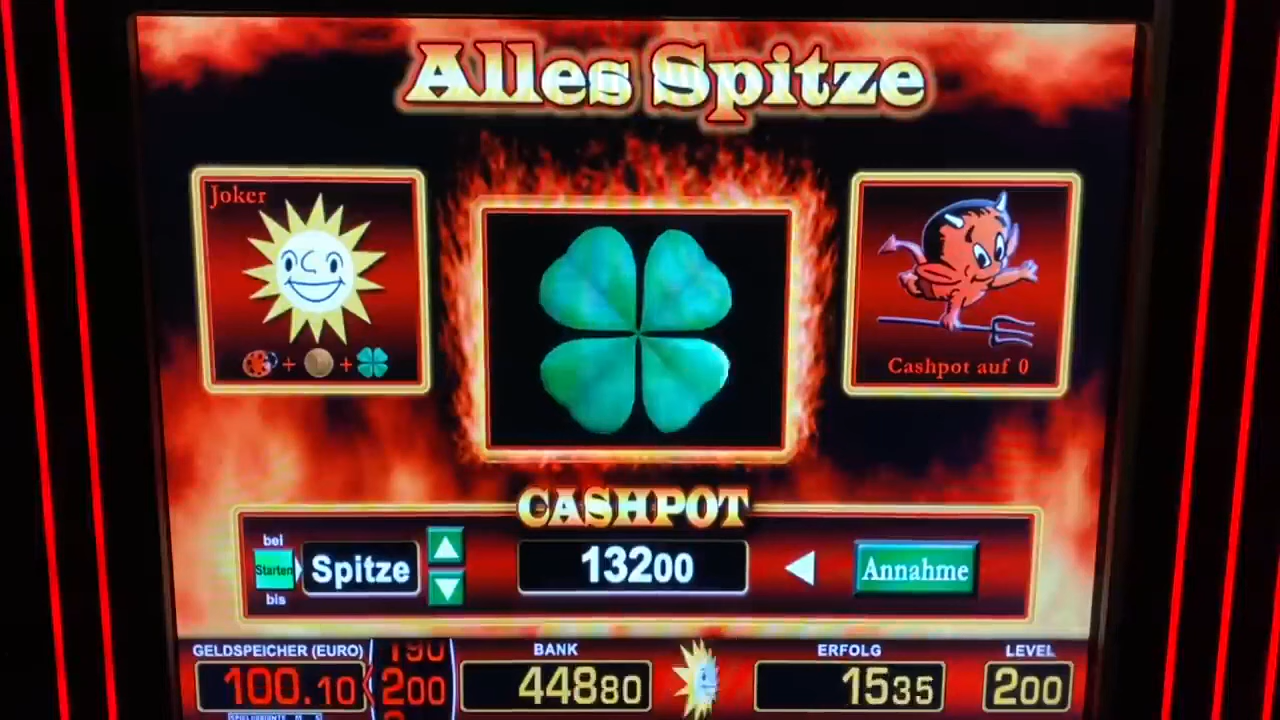 Alles Spitze
Joker
+ +
Cashpot auf 0
CASHPOT
bei
Starten
bis
Spitze
13200
Annahme
GELDSPEICHER (EURO)
100.10
190
200
BANK
44880
ERFOLG
1535
LEVEL
200